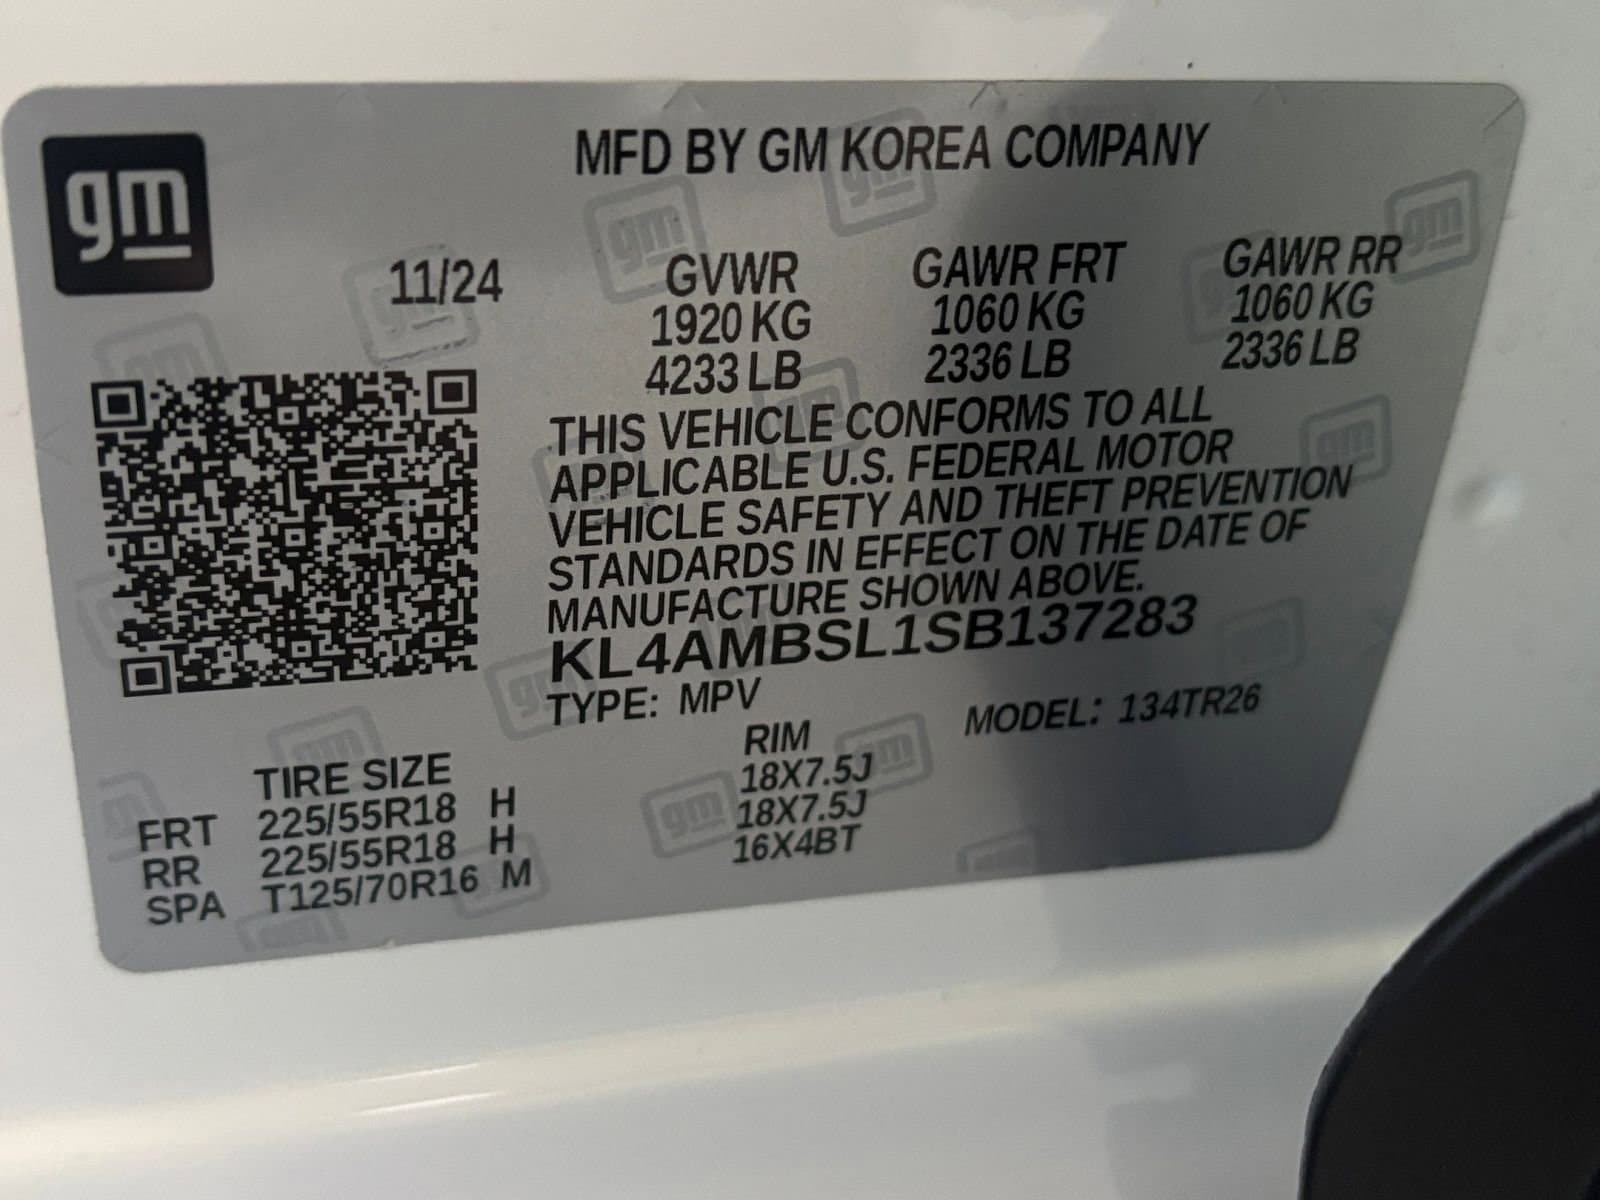 gm
MFD BY GM KOREA COMPANY
11/24
GVWR GAWR FRT GAWR RR
1920 KG 1060 KG 1060 KG
4233 LB 2336 LB 2336 LB
THIS VEHICLE CONFORMS TO ALL
APPLICABLE U.S. FEDERAL MOTOR
VEHICLE SAFETY AND THEFT PREVENTION
STANDARDS IN EFFECT ON THE DATE OF
MANUFACTURE SHOWN ABOVE.
KL4AMBSL1SB137283
TYPE: MPV MODEL: 134TR26
TIRE SIZE RIM
FRT 225/55R18 H 18X7.5J
RR 225/55R18 H 18X7.5J
SPA T125/70R16 M 16X4BT